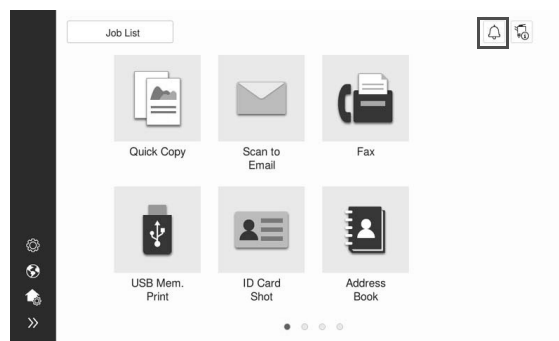 Job List
Quick Copy
Scan to
Email
Fax
USB Mem.
Print
ID Card
Shot
Address
Book